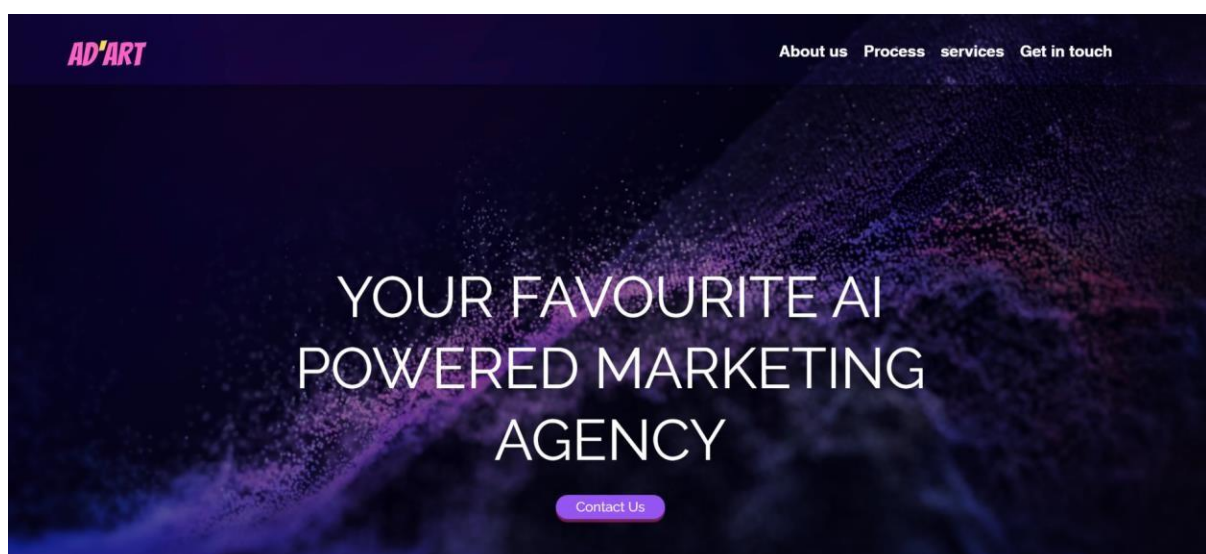 AD'ART
About us Process services Get in touch
YOUR FAVOURITE AI
POWERED MARKETING
AGENCY
Contact Us